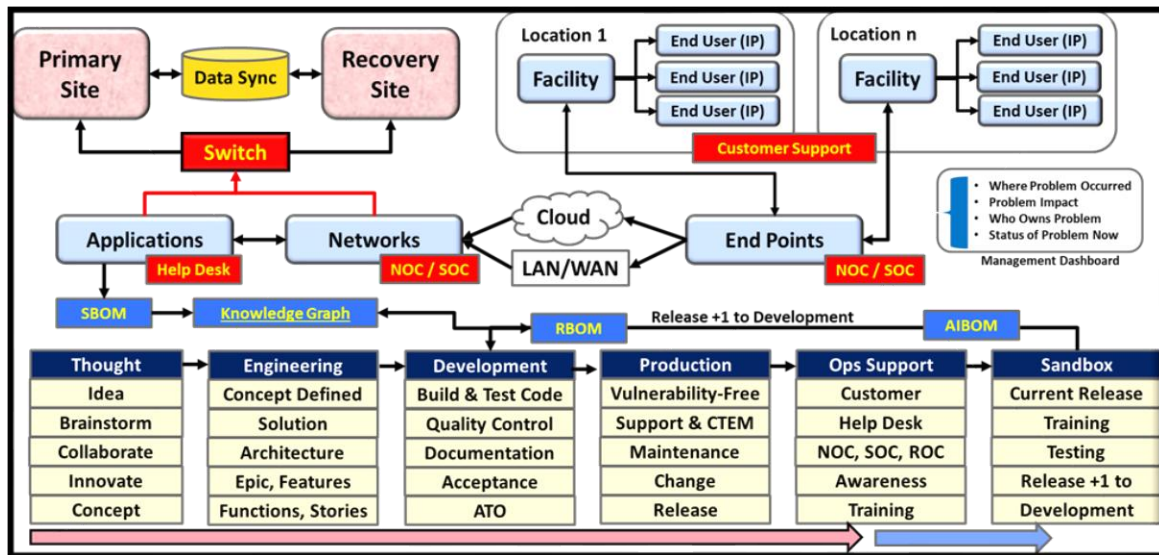 Primary
Site
Data Sync
Recovery
Site
Switch
Location 1
Facility
End User (IP)
End User (IP)
End User (IP)
Location n
Facility
End User (IP)
End User (IP)
End User (IP)
Customer Support
Applications
Help Desk
Networks
NOC / SOC
Cloud
LAN/WAN
End Points
NOC / SOC
• Where Problem Occurred
• Problem Impact
• Who Owns Problem
• Status of Problem Now
Management Dashboard
SBOM
Knowledge Graph
RBOM
Release +1 to Development
AIBOM
Thought
Idea
Brainstorm
Collaborate
Innovate
Concept
Engineering
Concept Defined
Solution
Architecture
Epic, Features
Functions, Stories
Development
Build & Test Code
Quality Control
Documentation
Acceptance
ATO
Production
Vulnerability-Free
Support & CTEM
Maintenance
Change
Release
Ops Support
Customer
Help Desk
NOC, SOC, ROC
Awareness
Training
Sandbox
Current Release
Training
Testing
Release +1 to
Development